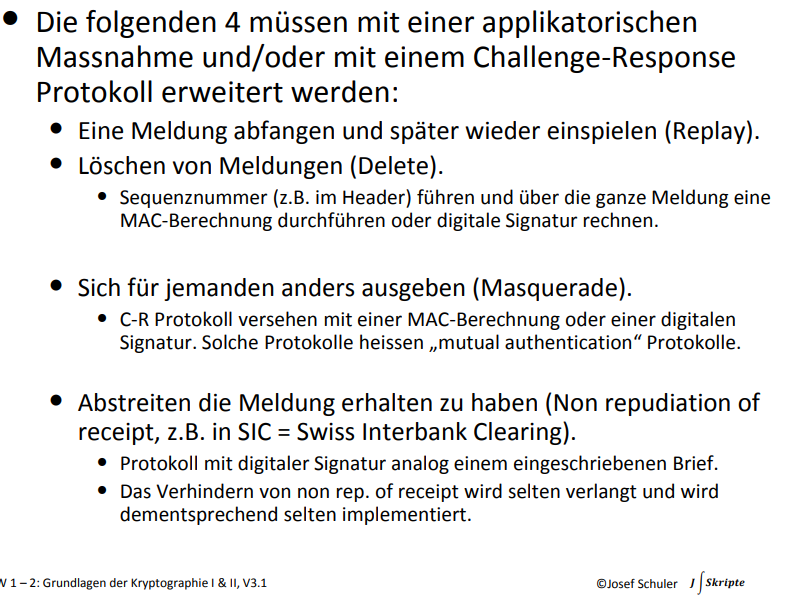 Die folgenden 4 müssen mit einer applikatorischen
Massnahme und/oder mit einem Challenge-Response
Protokoll erweitert werden:
Eine Meldung abfangen und später wieder einspielen (Replay).
Löschen von Meldungen (Delete).
Sequenznummer (z.B. im Header) führen und über die ganze Meldung eine
MAC-Berechnung durchführen oder digitale Signatur rechnen.
Sich für jemanden anders ausgeben (Masquerade).
C-R Protokoll versehen mit einer MAC-Berechnung oder einer digitalen
Signatur. Solche Protokolle heissen „mutual authentication“ Protokolle.
Abstreiten die Meldung erhalten zu haben (Non repudiation of
receipt, z.B. in SIC = Swiss Interbank Clearing).
Protokoll mit digitaler Signatur analog einem eingeschriebenen Brief.
Das Verhindern von non rep. of receipt wird selten verlangt und wird
dementsprechend selten implementiert.
1 – 2: Grundlagen der Kryptographie I & II, V3.1
©Josef Schuler J ∫ Skripte